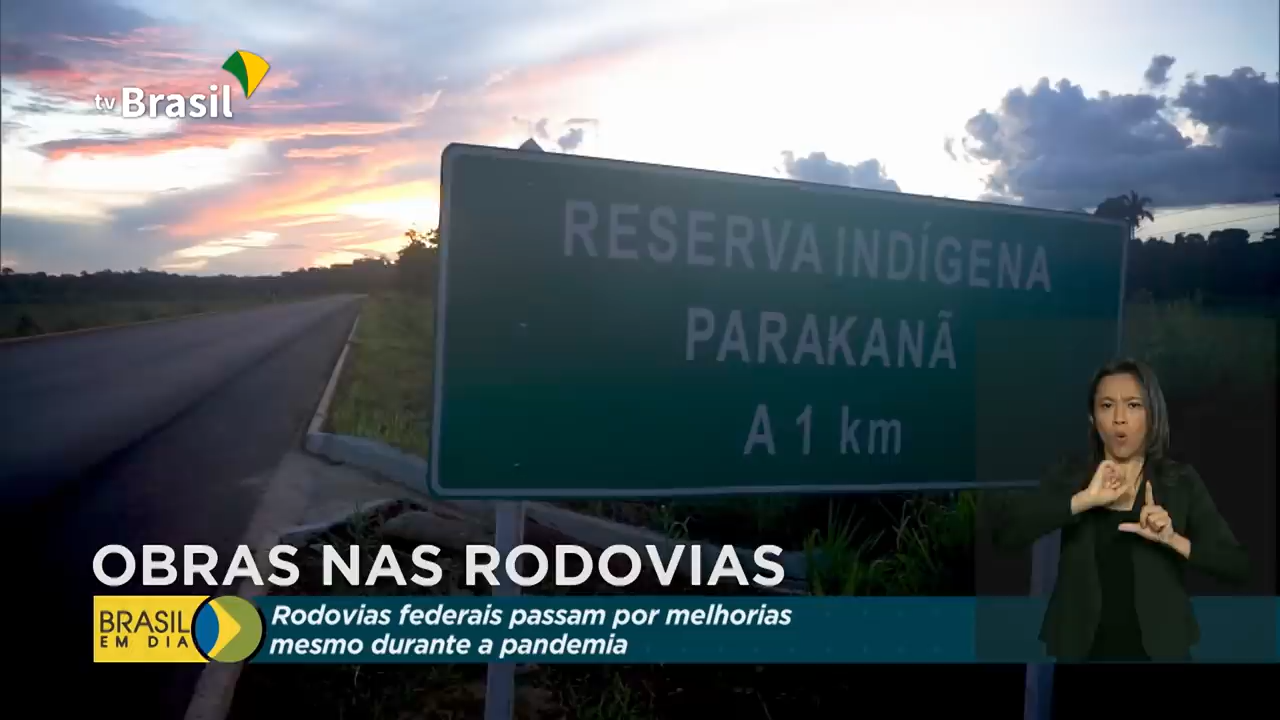 tv Brasil
RESERVA INDÍGENA
PARAKANÃ
A 1 km
OBRAS NAS RODOVIAS
BRASIL
EM DIA
Rodovias federais passam por melhorias
mesmo durante a pandemia